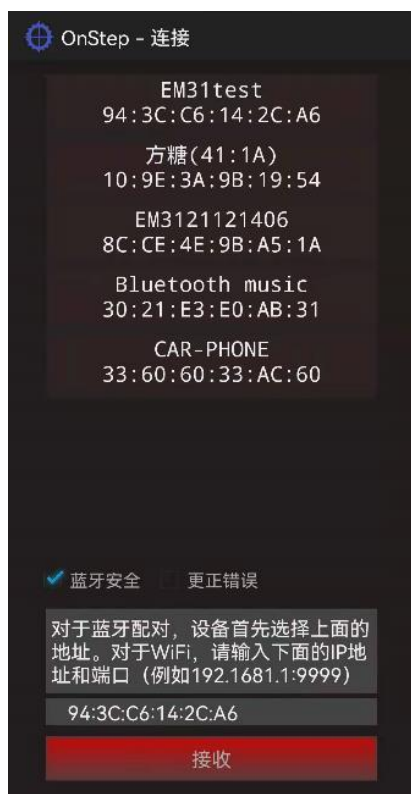 OnStep – 连接
EM31test
94:3C:C6:14:2C:A6
方糖(41:1A)
10:9E:3A:9B:19:54
EM3121121406
8C:CE:4E:9B:A5:1A
Bluetooth music
30:21:E3:E0:AB:31
CAR-PHONE
33:60:60:33:AC:60
蓝牙安全 更正错误
对于蓝牙配对，设备首先选择上面的
地址。对于WiFi，请输入下面的IP地
址和端口（例如192.1681.1:9999）
94:3C:C6:14:2C:A6
接收